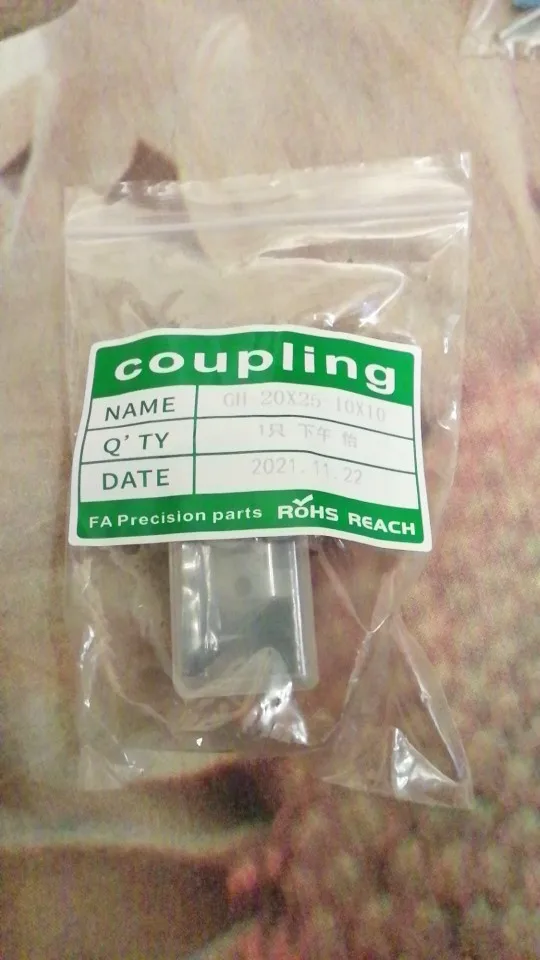 coupling
NAME GH-20X25-10X10
Q'TY 1只 下午 怡
DATE 2021.11.22
FA Precision parts RoHS REACH